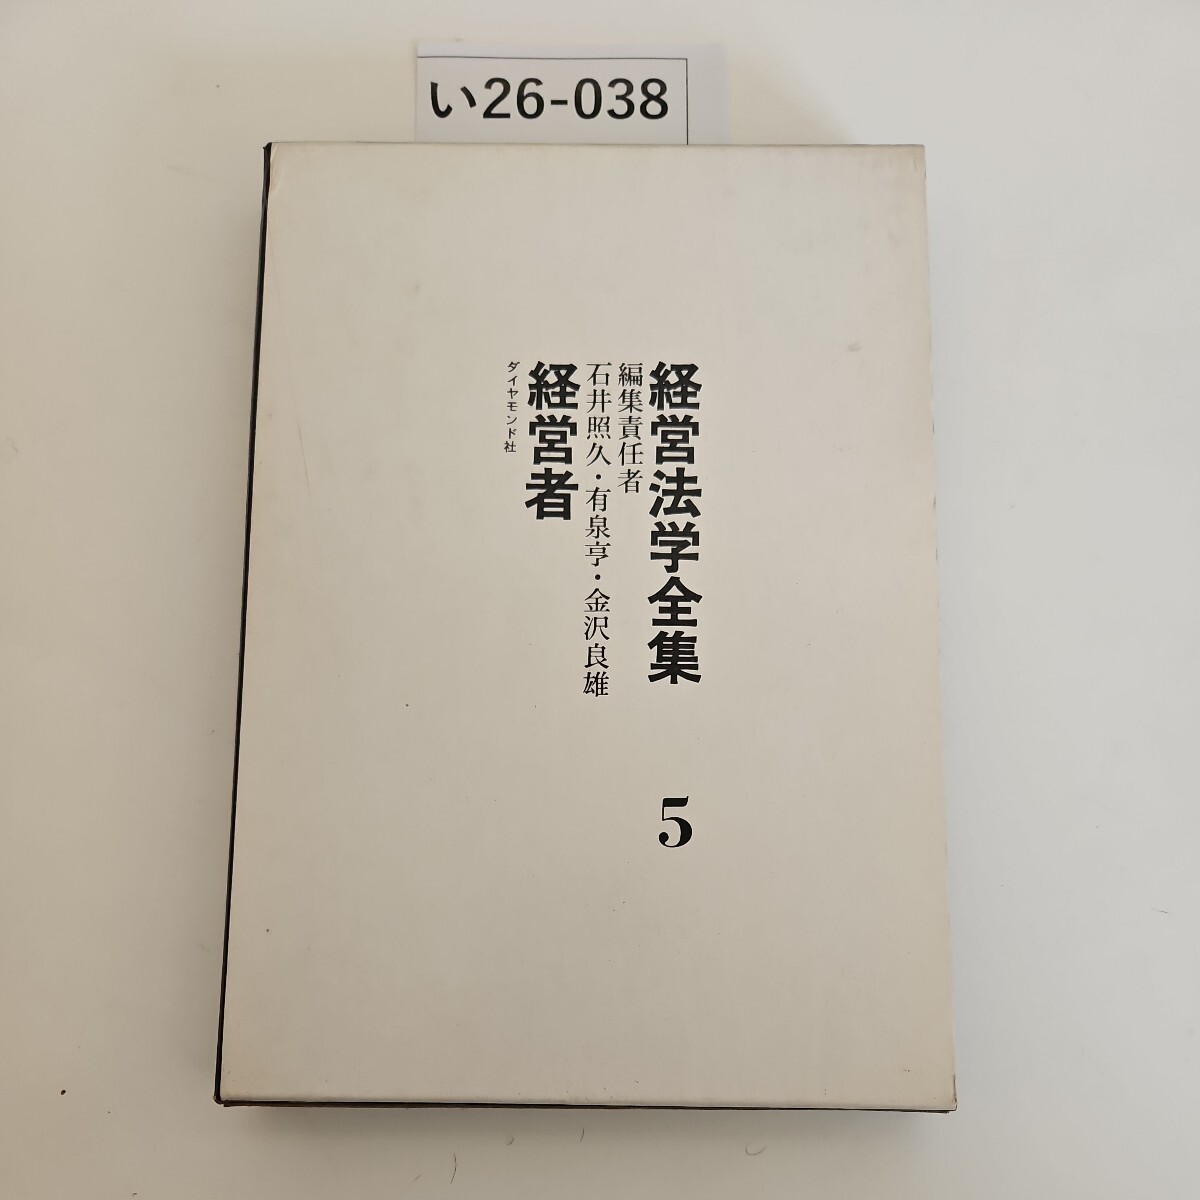 い26-038
経営法学全集 5
編集責任者
石井照久・有泉亨・金沢良雄
経営者
ダイヤモンド社